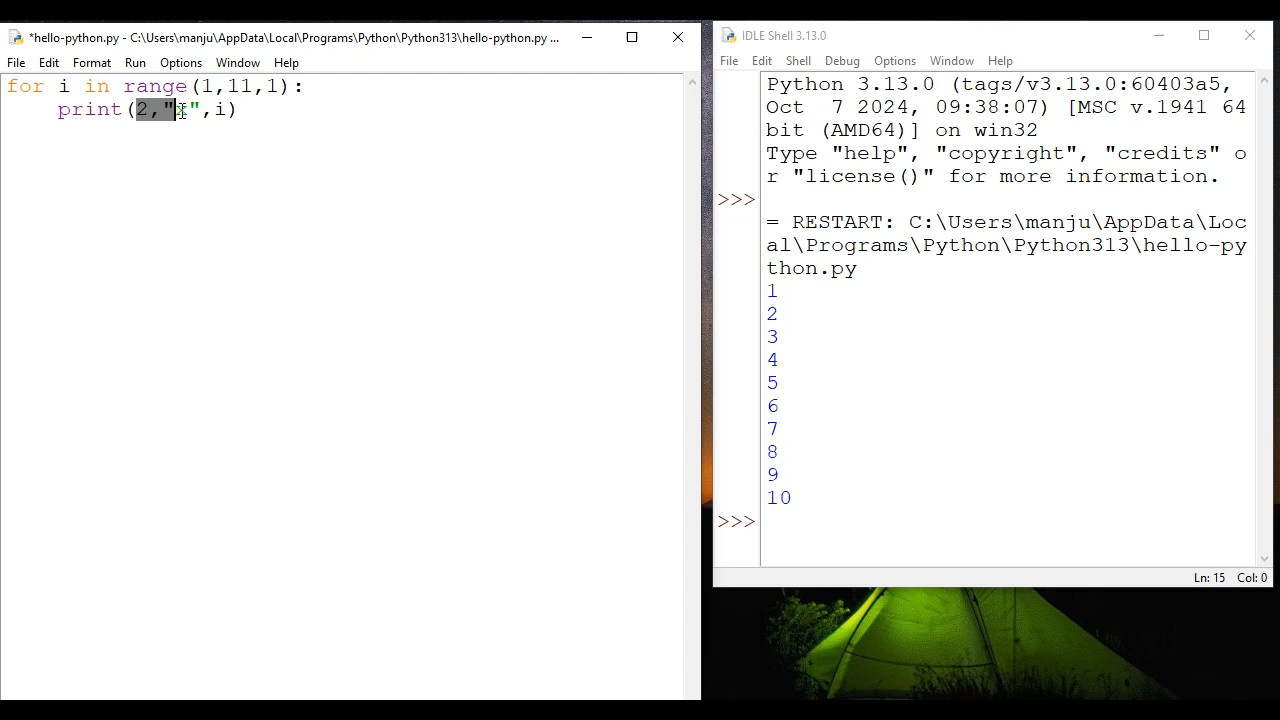 *hello-python.py - C:\Users\manju\AppData\Local\Programs\Python\Python313\hello-python.py ...
File Edit Format Run Options Window Help
for i in range(1,11,1):
    print(2,"x",i)
IDLE Shell 3.13.0
File Edit Shell Debug Options Window Help
Python 3.13.0 (tags/v3.13.0:60403a5,
Oct  7 2024, 09:38:07) [MSC v.1941 64
bit (AMD64)] on win32
Type "help", "copyright", "credits" o
r "license()" for more information.
>>>
= RESTART: C:\Users\manju\AppData\Loc
al\Programs\Python\Python313\hello-py
thon.py
1
2
3
4
5
6
7
8
9
10
>>>
Ln: 15 Col: 0